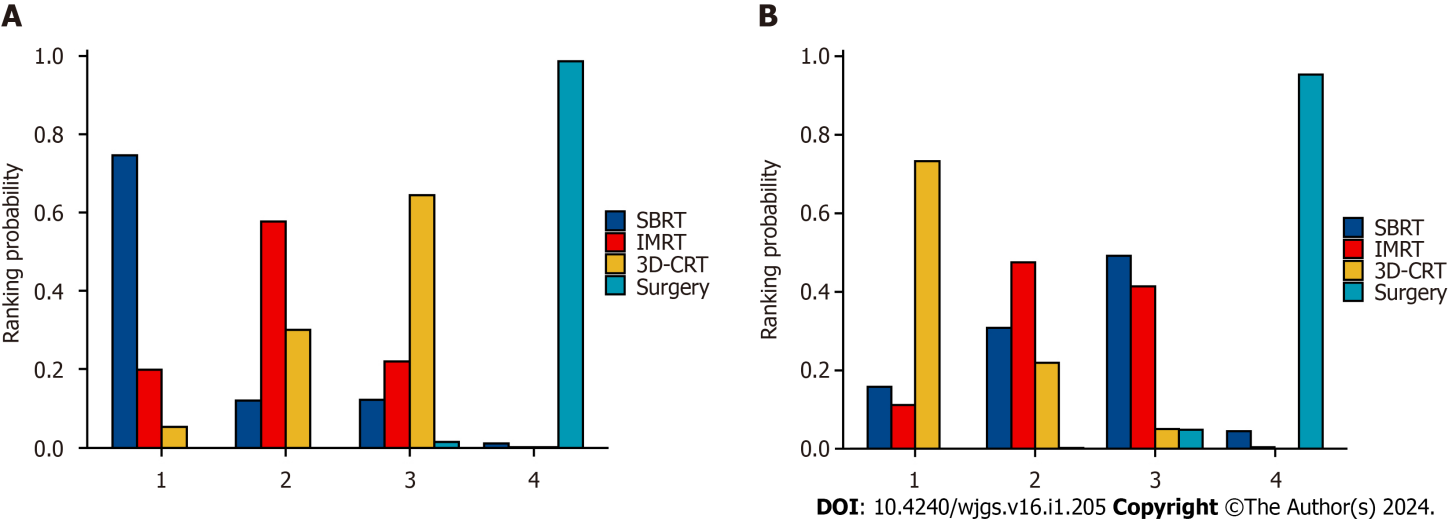 A
Ranking probability
1.0
0.8
0.6
0.4
0.2
0.0
1 2 3 4
SBRT
IMRT
3D-CRT
Surgery
B
Ranking probability
1.0
0.8
0.6
0.4
0.2
0.0
1 2 3 4
SBRT
IMRT
3D-CRT
Surgery
DOI: 10.4240/wjgs.v16.i1.205 Copyright ©The Author(s) 2024.